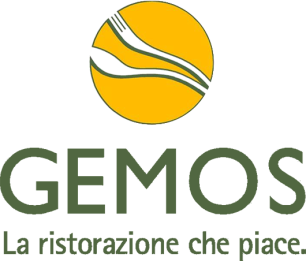 GEMOS
La ristorazione che piace.